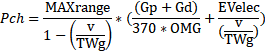 Pch = MAXrange / (1 − (v / TWg)) * ((Gp + Gd) / (370 * OMG) + EVelec / (v / TWg))